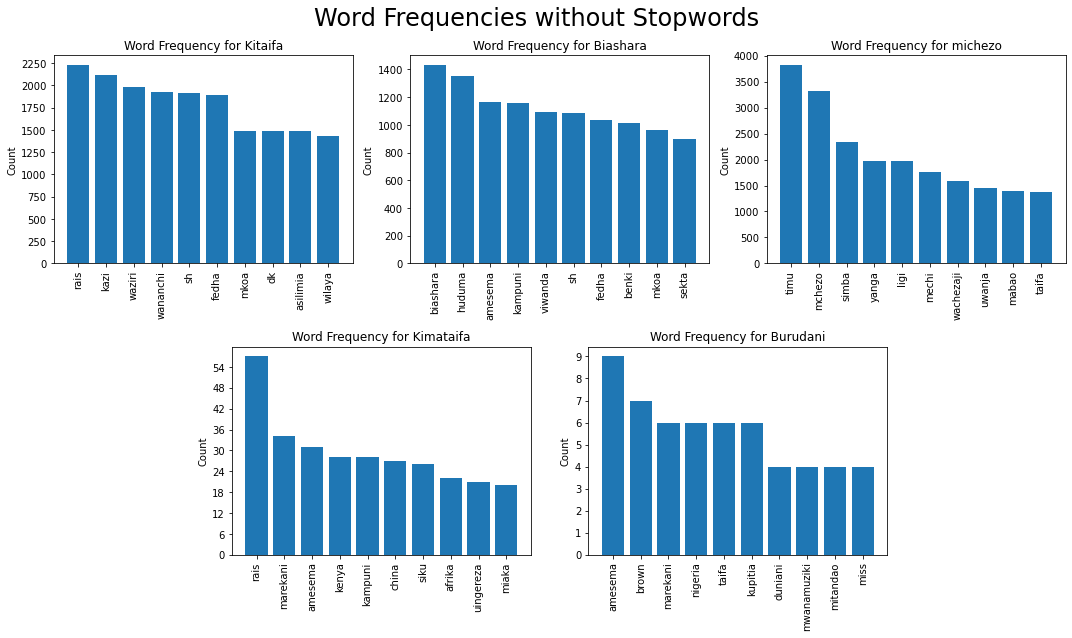 Word Frequencies without Stopwords
Word Frequency for Kitaifa
Count
2250
2000
1750
1500
1250
1000
750
500
250
0
rais
kazi
waziri
wananchi
sh
fedha
mkoa
dk
asilimia
wilaya
Word Frequency for Biashara
Count
1400
1200
1000
800
600
400
200
0
biashara
huduma
amesema
kampuni
viwanda
sh
fedha
benki
mkoa
sekta
Word Frequency for michezo
Count
4000
3500
3000
2500
2000
1500
1000
500
0
timu
mchezo
simba
yanga
ligi
mechi
wachezaji
uwanja
mabao
taifa
Word Frequency for Kimataifa
Count
54
48
42
36
30
24
18
12
6
0
rais
marekani
amesema
kenya
kampuni
china
siku
afrika
uingereza
miaka
Word Frequency for Burudani
Count
9
8
7
6
5
4
3
2
1
0
amesema
brown
marekani
nigeria
taifa
kupitia
duniani
mwanamuziki
mitandao
miss